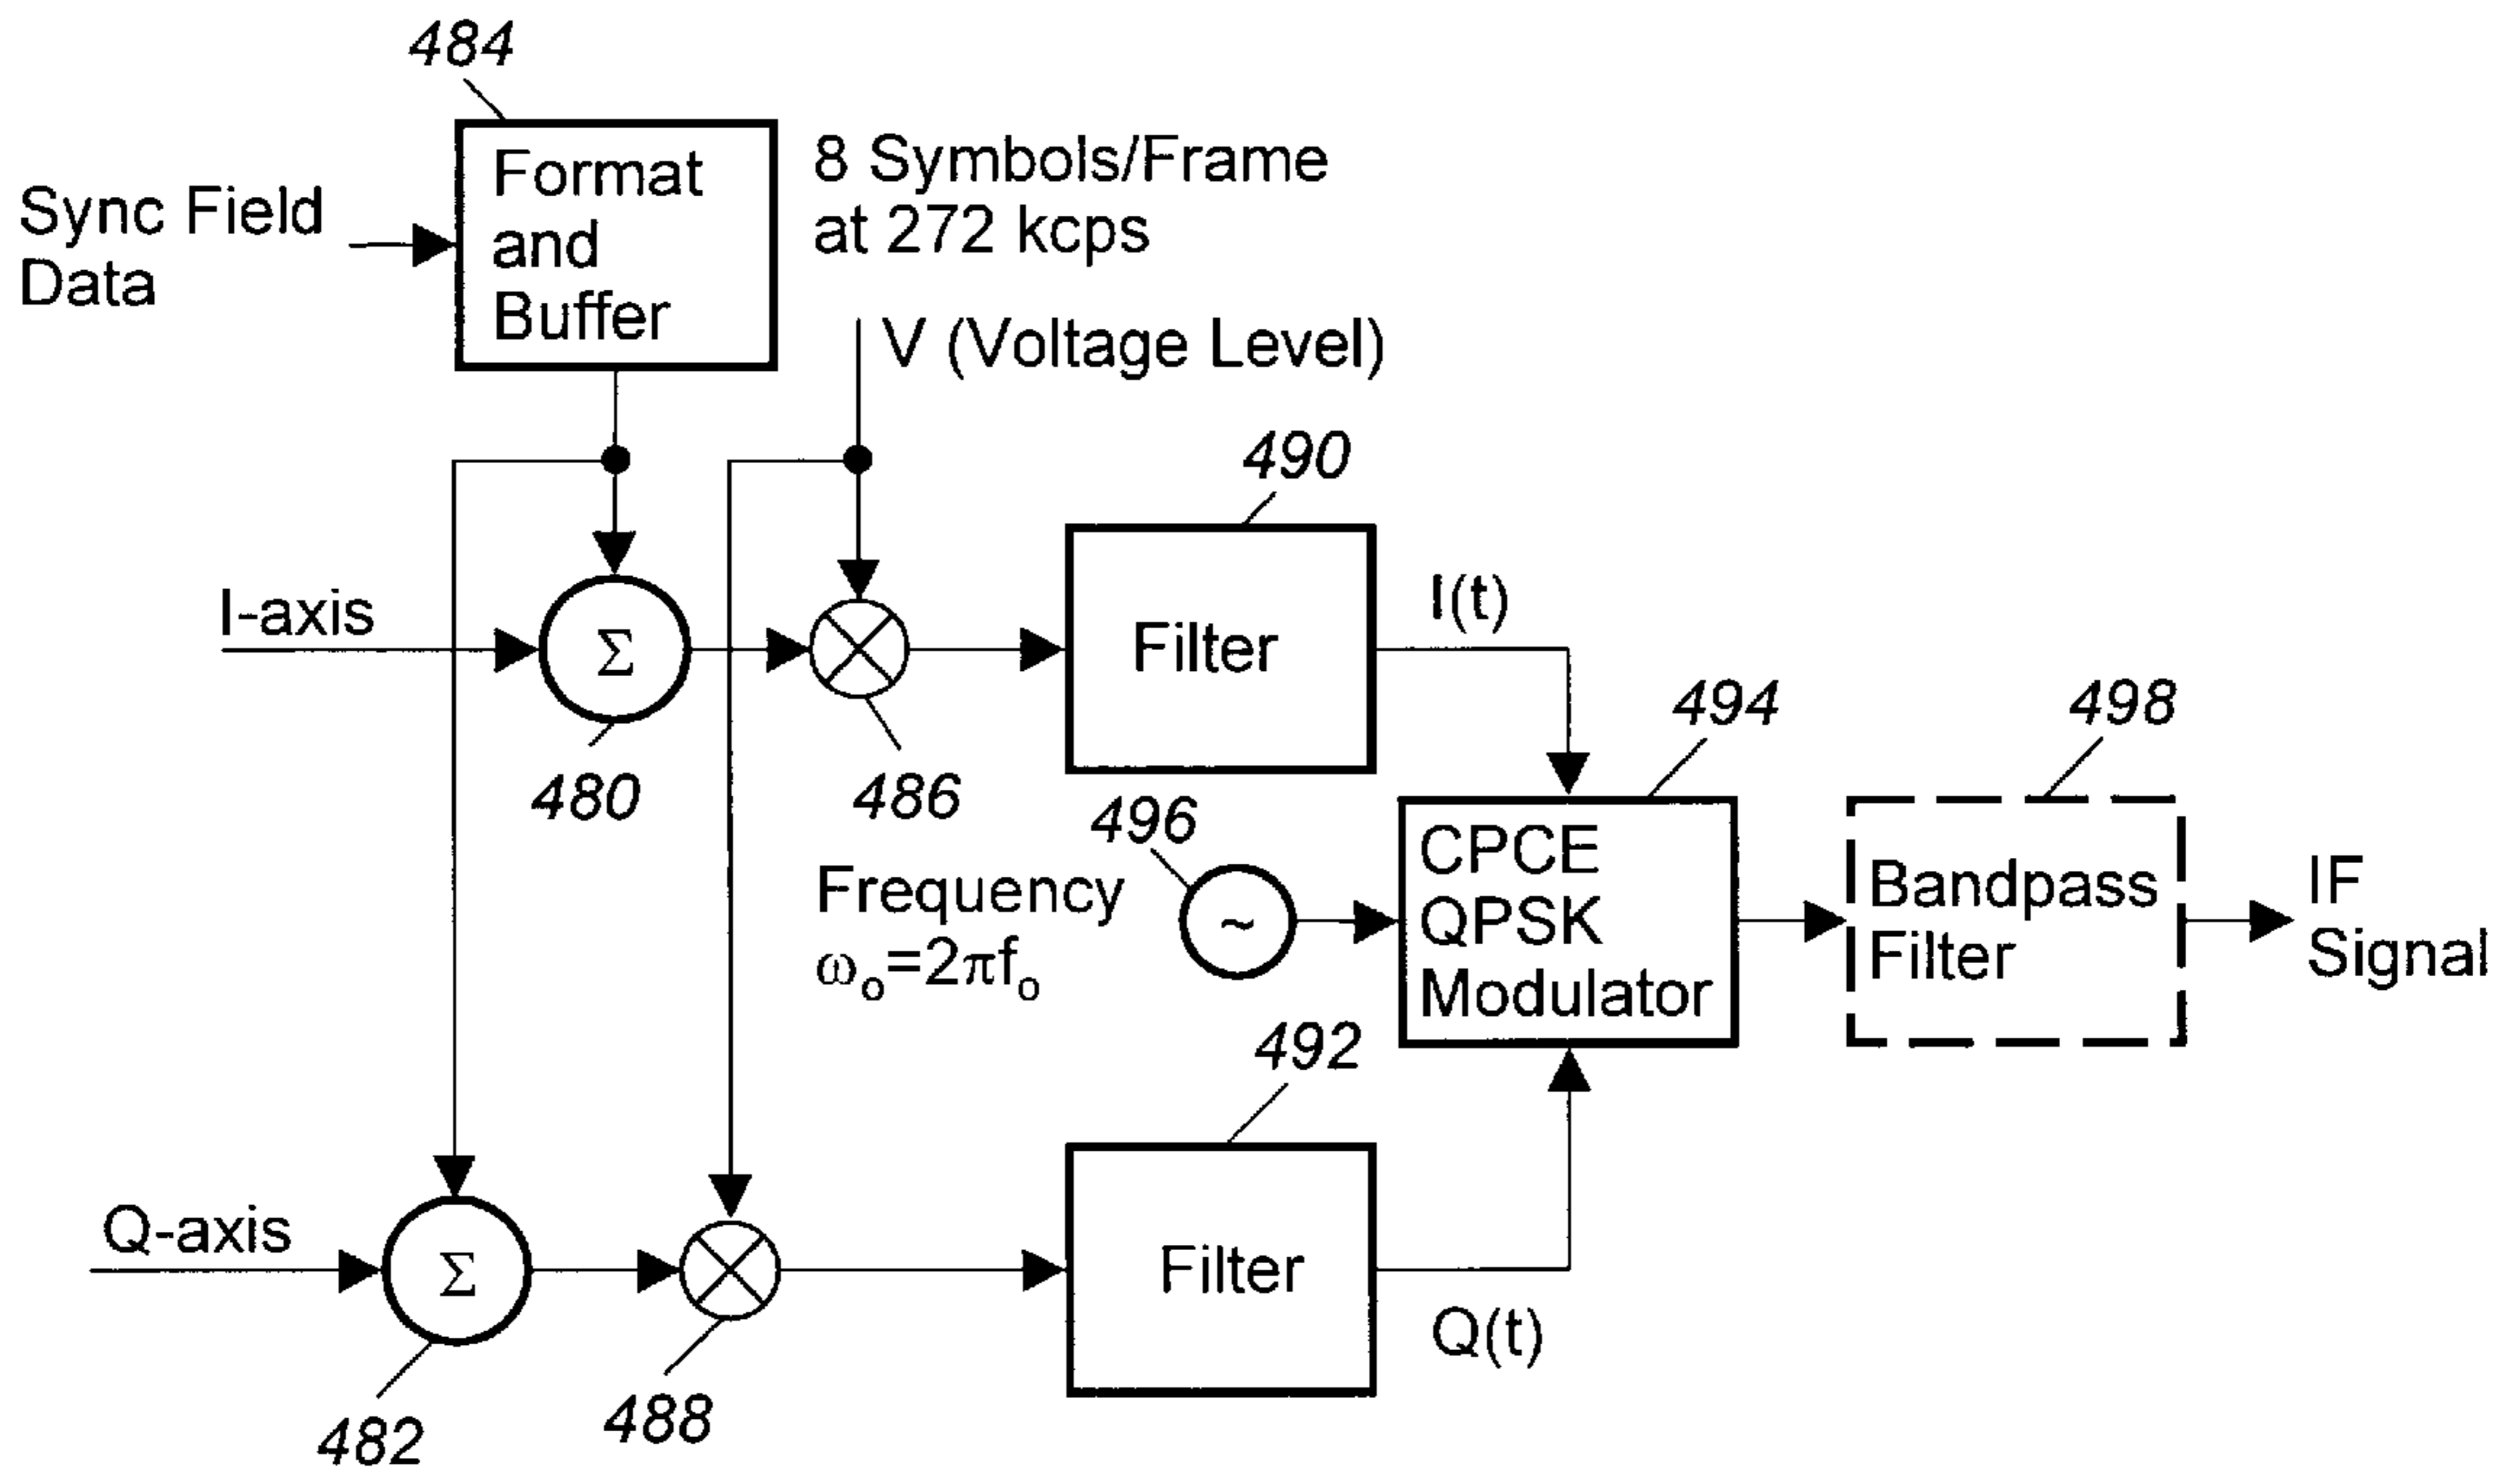 484
Format
and
Buffer
Sync Field
Data
8 Symbols/Frame
at 272 kcps
V (Voltage Level)
490
I-axis
Σ
480
486
Filter
I(t)
494
498
496
~
Frequency
ω₀=2πf₀
CPCE
QPSK
Modulator
Bandpass
Filter
IF
Signal
492
Q-axis
Σ
482
488
Filter
Q(t)